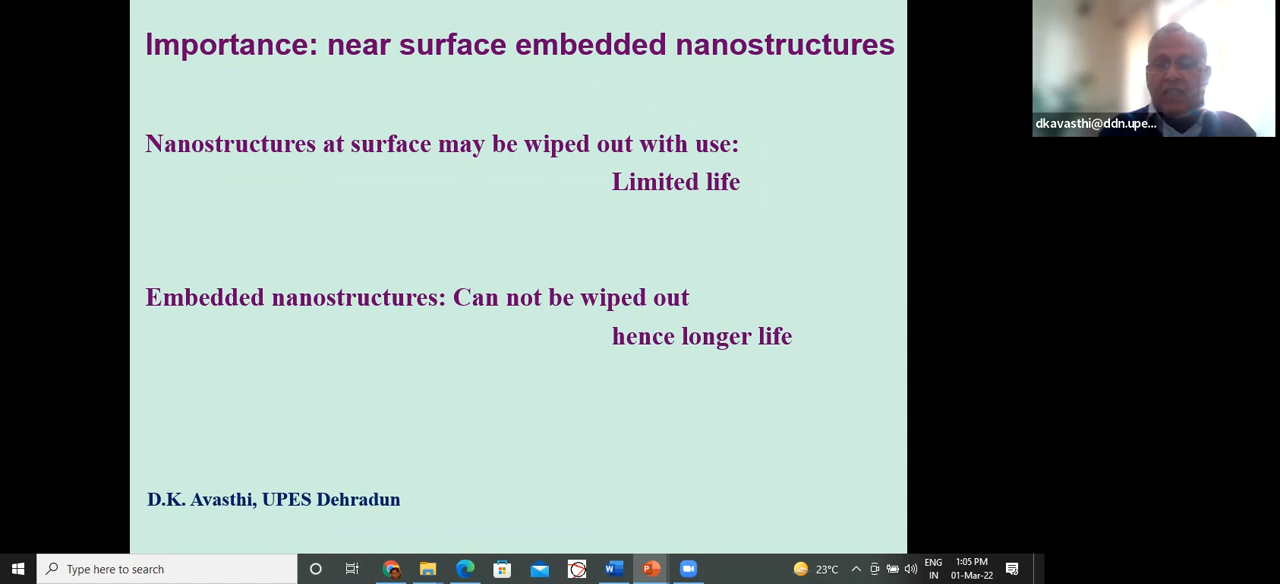 Importance: near surface embedded nanostructures
Nanostructures at surface may be wiped out with use:
Limited life
Embedded nanostructures: Can not be wiped out
hence longer life
D.K. Avasthi, UPES Dehradun
dkavasthi@ddn.upe...
Type here to search
23°C
ENG
IN
1:05 PM
01-Mar-22